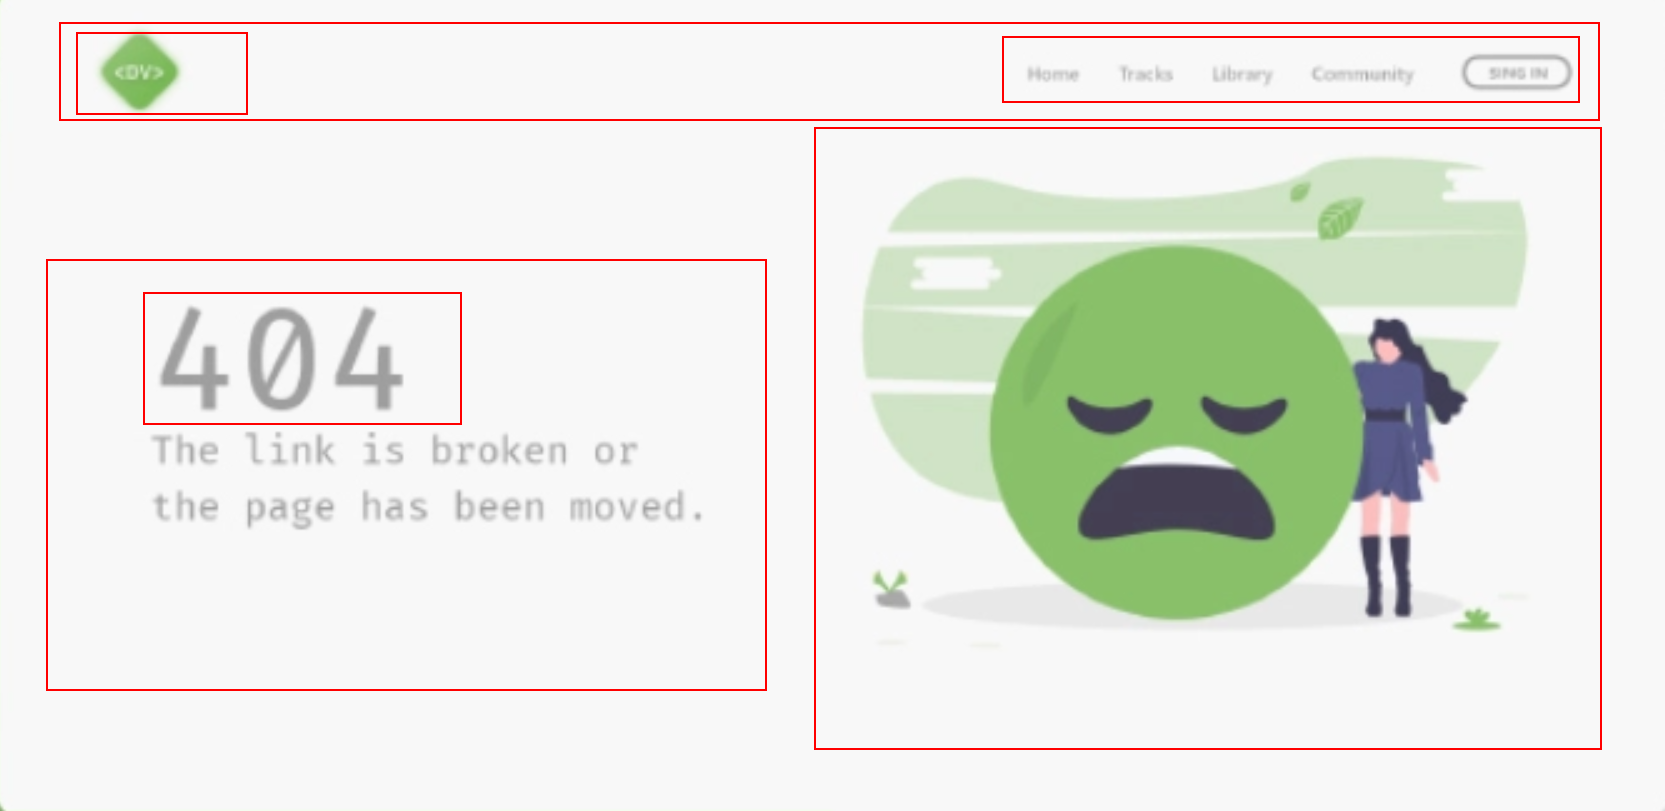 <DV>
Home Tracks Library Community SING IN
404
The link is broken or
the page has been moved.